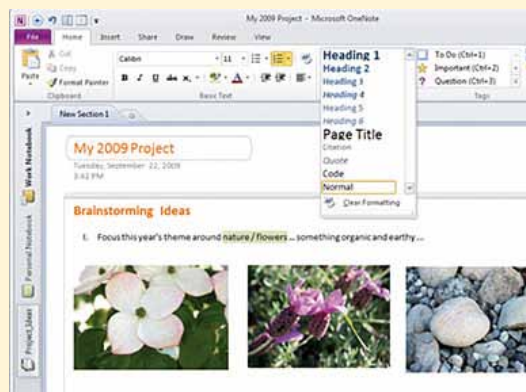 My 2009 Project - Microsoft OneNote
File Home Insert Share Draw Review View
Paste
Cut
Copy
Format Painter
Clipboard
Calibri 11
B I U abc
Basic Text
Heading 1
Heading 2
Heading 3
Heading 4
Heading 5
Heading 6
Page Title
Citation
Quote
Code
Normal
Clear Formatting
To Do (Ctrl+1)
Important (Ctrl+2)
Question (Ctrl+3)
Tags
New Section 1
Work Notebook
Personal Notebook
Project_Ideas
My 2009 Project
Tuesday, September 22, 2009
3:42 PM
Brainstorming Ideas
I. Focus this year's theme around nature / flowers ... something organic and earthy ...